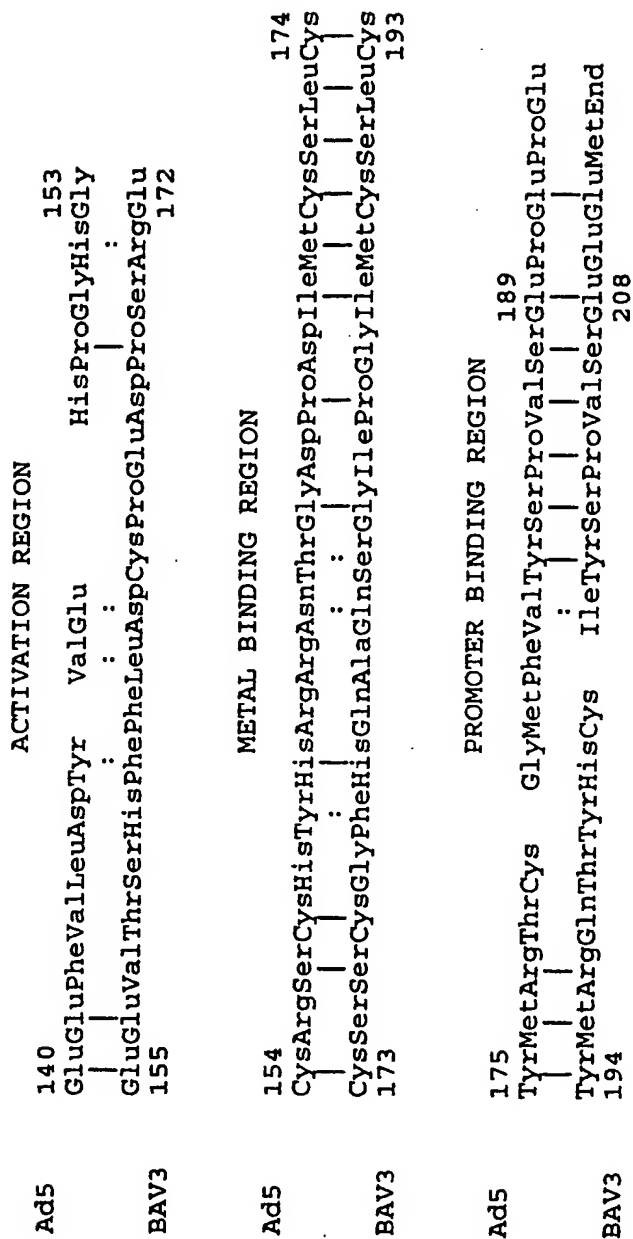 ACTIVATION REGION
140 153
Ad5 GluGluPheValLeuAspTyr ValGlu HisProGlyHisGly
GluGluValThrSerHisPhePheLeuAspCysProGluAspProSerArgGlu
BAV3 155 172
METAL BINDING REGION
154 174
Ad5 CysArgSerCysHisTyrHisArgArgAsnThrGlyAspProAspIleMetCysSerLeuCys
CysSerSerCysGlyPheHisGlnAlaGlnSerGlyIleProGlyIleMetCysSerLeuCys
BAV3 173 193
PROMOTER BINDING REGION
175 189
Ad5 TyrMetArgThrCys GlyMetPheValTyrSerProValSerGluProGluProGlu
TyrMetArgGlnThrTyrHisCys IleTyrSerProValSerGluGluGluMetEnd
BAV3 194 208